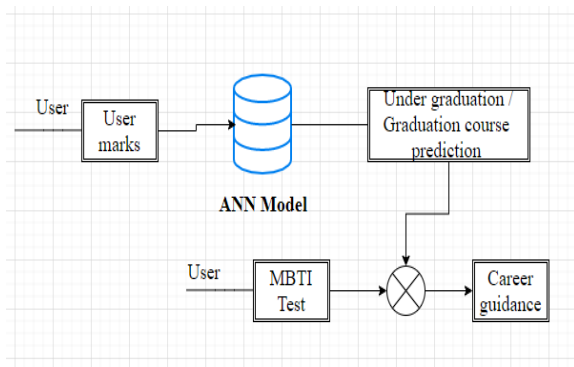 User
User
marks
Under graduation /
Graduation course
prediction
ANN Model
User
MBTI
Test
Career
guidance